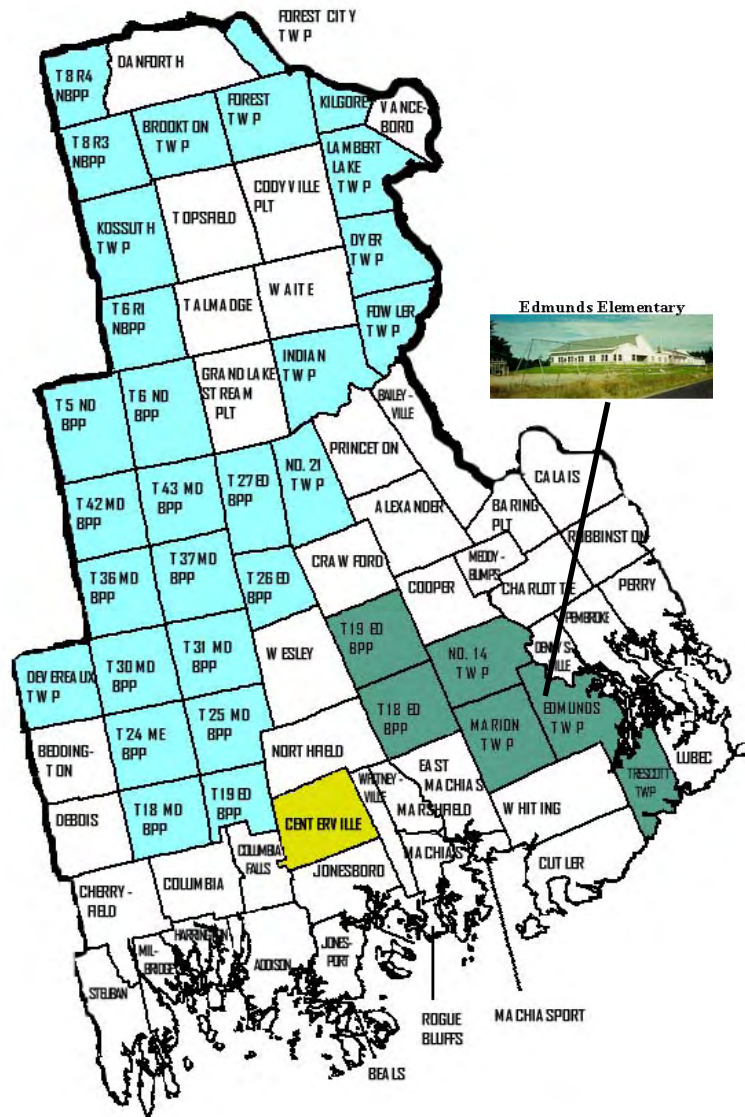 FOREST CITY
TWP
DANFORTH
T8 R4
NBPP
T8 R3
NBPP
BROOKTON
TWP
FOREST
TWP
KILGORE
VANCE-
BORO
LAMBERT
LAKE
TWP
CODYVILLE
PLT
TOPSFIELD
KOSSUTH
TWP
DYER
TWP
WAITE
TALMADGE
T6 R1
NBPP
FOWLER
TWP
Edmunds Elementary
INDIAN
TWP
GRAND LAKE
STREAM
PLT
T5 ND
BPP
T6 ND
BPP
BAILEY-
VILLE
PRINCETON
NO. 21
TWP
T27 ED
BPP
T43 MD
BPP
T42 MD
BPP
CALAIS
BARING
PLT
ALEXANDER
ROBBINSTON
CRAWFORD
MEDDY-
BUMPS
T37 MD
BPP
T36 MD
BPP
T26 ED
BPP
COOPER
CHARLOTTE
PERRY
PEMBROKE
DENNYS-
VILLE
T19 ED
BPP
NO. 14
TWP
WESLEY
T31 MD
BPP
T30 MD
BPP
DEVEREAUX
TWP
EDMUNDS
TWP
T18 ED
BPP
MARION
TWP
T25 MD
BPP
T24 ME
BPP
BEDDING-
TON
NORTHFIELD
LUBEC
TRESCOTT
TWP
EAST
MACHIAS
WHITNEY-
VILLE
MARSHFIELD
WHITING
T19 ED
BPP
T18 MD
BPP
DEBOIS
CENTERVILLE
COLUMBIA
FALLS
MACHIAS
CUTLER
JONESBORO
COLUMBIA
CHERRY-
FIELD
HARRINGTON
MIL-
BRIDGE
ADDISON
JONES-
PORT
STEUBAN
ROGUE
BLUFFS
MACHIASPORT
BEALS